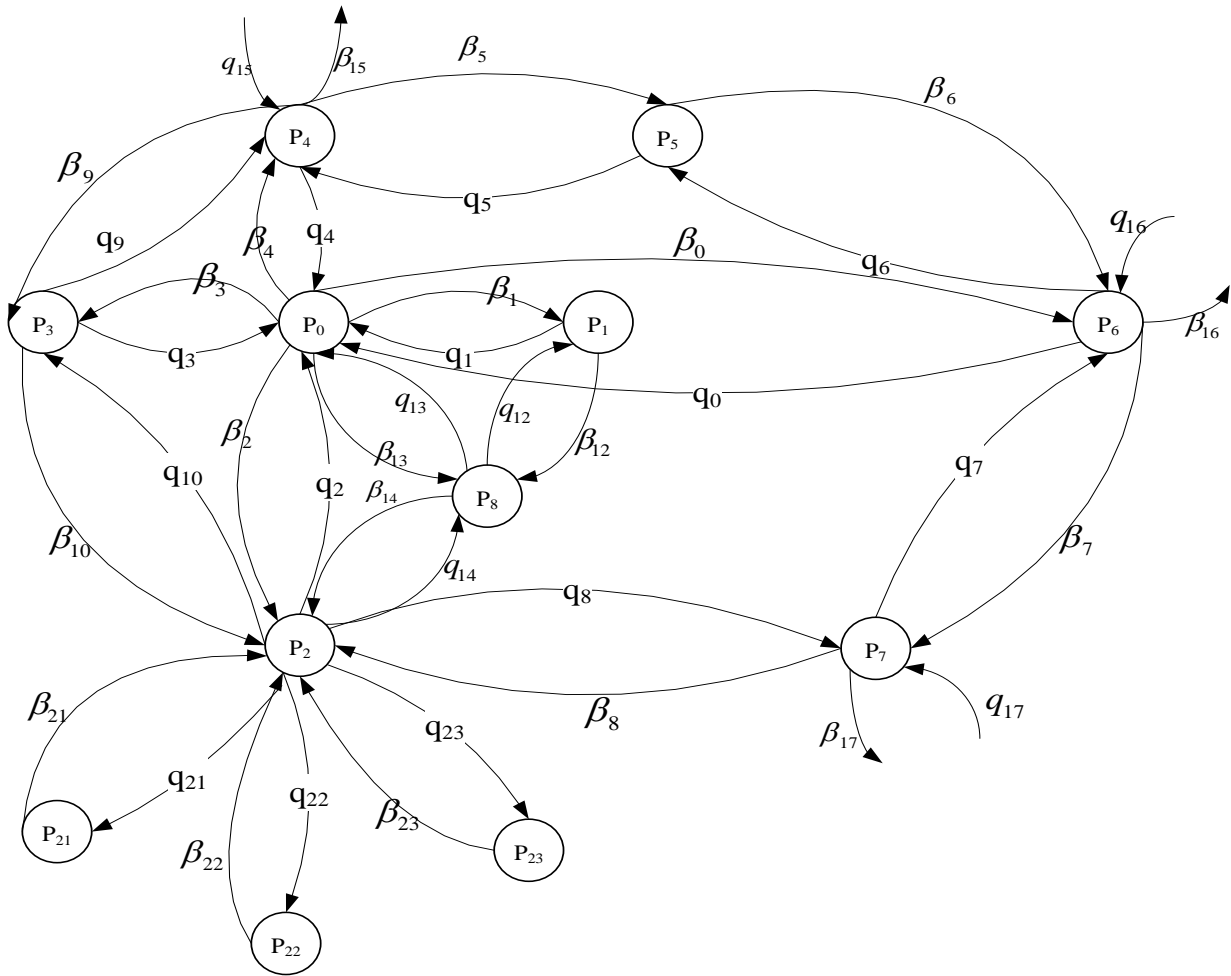 β₅
q₁₅
β₁₅
β₆
P₄
P₅
β₉
q₅
q₁₆
q₉
β₄
q₄
β₀
q₆
β₃
β₁
P₃
P₀
P₁
P₆
β₁₆
q₃
q₁
q₀
q₁₃
q₁₂
β₂
β₁₃
β₁₂
q₁₀
q₂
β₁₄
P₈
q₇
β₁₀
β₇
q₁₄
q₈
P₂
P₇
β₂₁
β₈
q₁₇
q₂₃
β₁₇
q₂₁
q₂₂
β₂₃
P₂₁
β₂₂
P₂₃
P₂₂